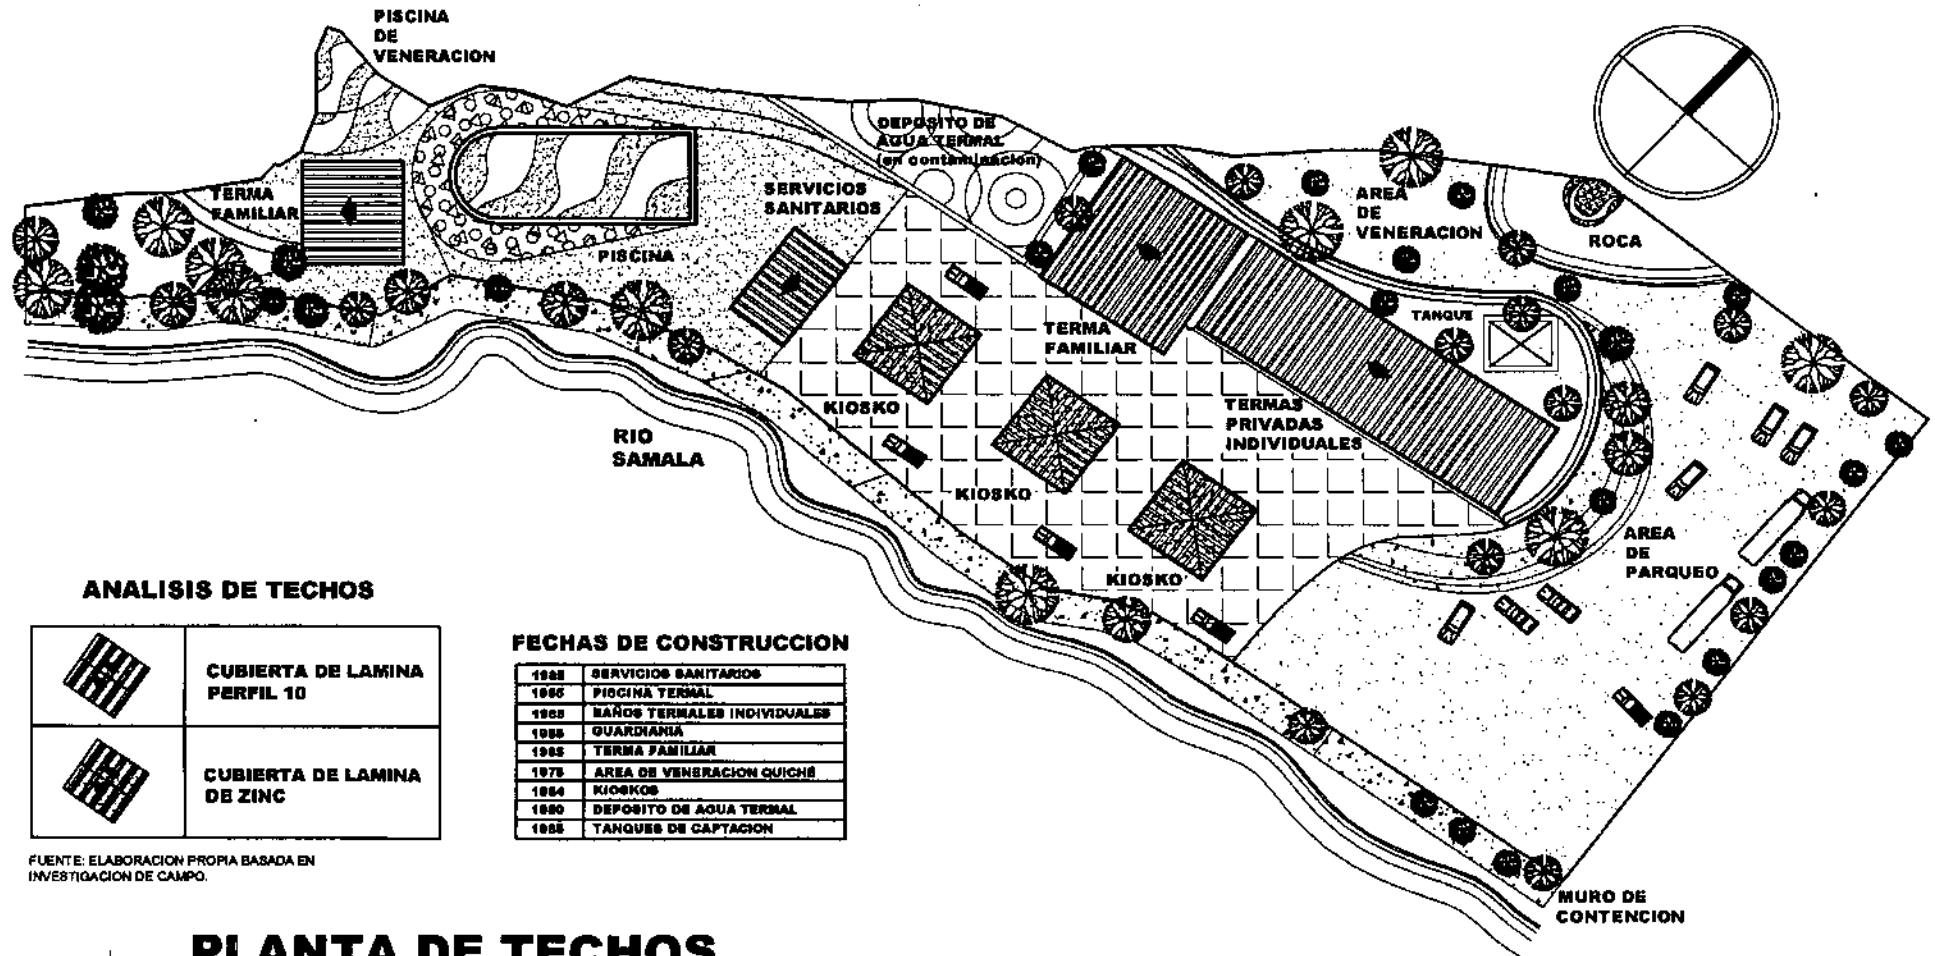 PISCINA
DE
VENERACION
DEPOSITO DE
AGUA TERMAL
(en contaminacion)
TERMA
FAMILIAR
SERVICIOS
SANITARIOS
AREA
DE
VENERACION
ROCA
PISCINA
TANQUE
TERMA
FAMILIAR
KIOSKO
TERMAS
PRIVADAS
INDIVIDUALES
RIO
SAMALA
KIOSKO
AREA
DE
PARQUEO
KIOSKO
ANALISIS DE TECHOS
CUBIERTA DE LAMINA
PERFIL 10
CUBIERTA DE LAMINA
DE ZINC
FUENTE: ELABORACION PROPIA BASADA EN
INVESTIGACION DE CAMPO.
FECHAS DE CONSTRUCCION
SERVICIOS SANITARIOS
PISCINA TERMAL
BAÑOS TERMALES INDIVIDUALES
GUARDIANIA
TERMA FAMILIAR
AREA DE VENERACION QUICHÉ
KIOSKOS
DEPOSITO DE AGUA TERMAL
TANQUES DE CAPTACION
MURO DE
CONTENCION
PLANTA DE TECHOS